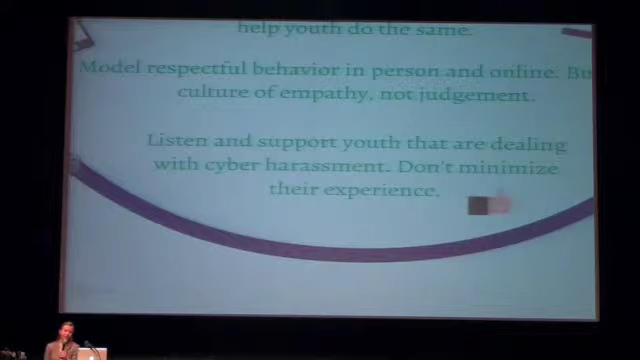 help youth do the same.
Model respectful behavior in person and online. Bu
culture of empathy, not judgement.
Listen and support youth that are dealing
with cyber harassment. Don't minimize
their experience.